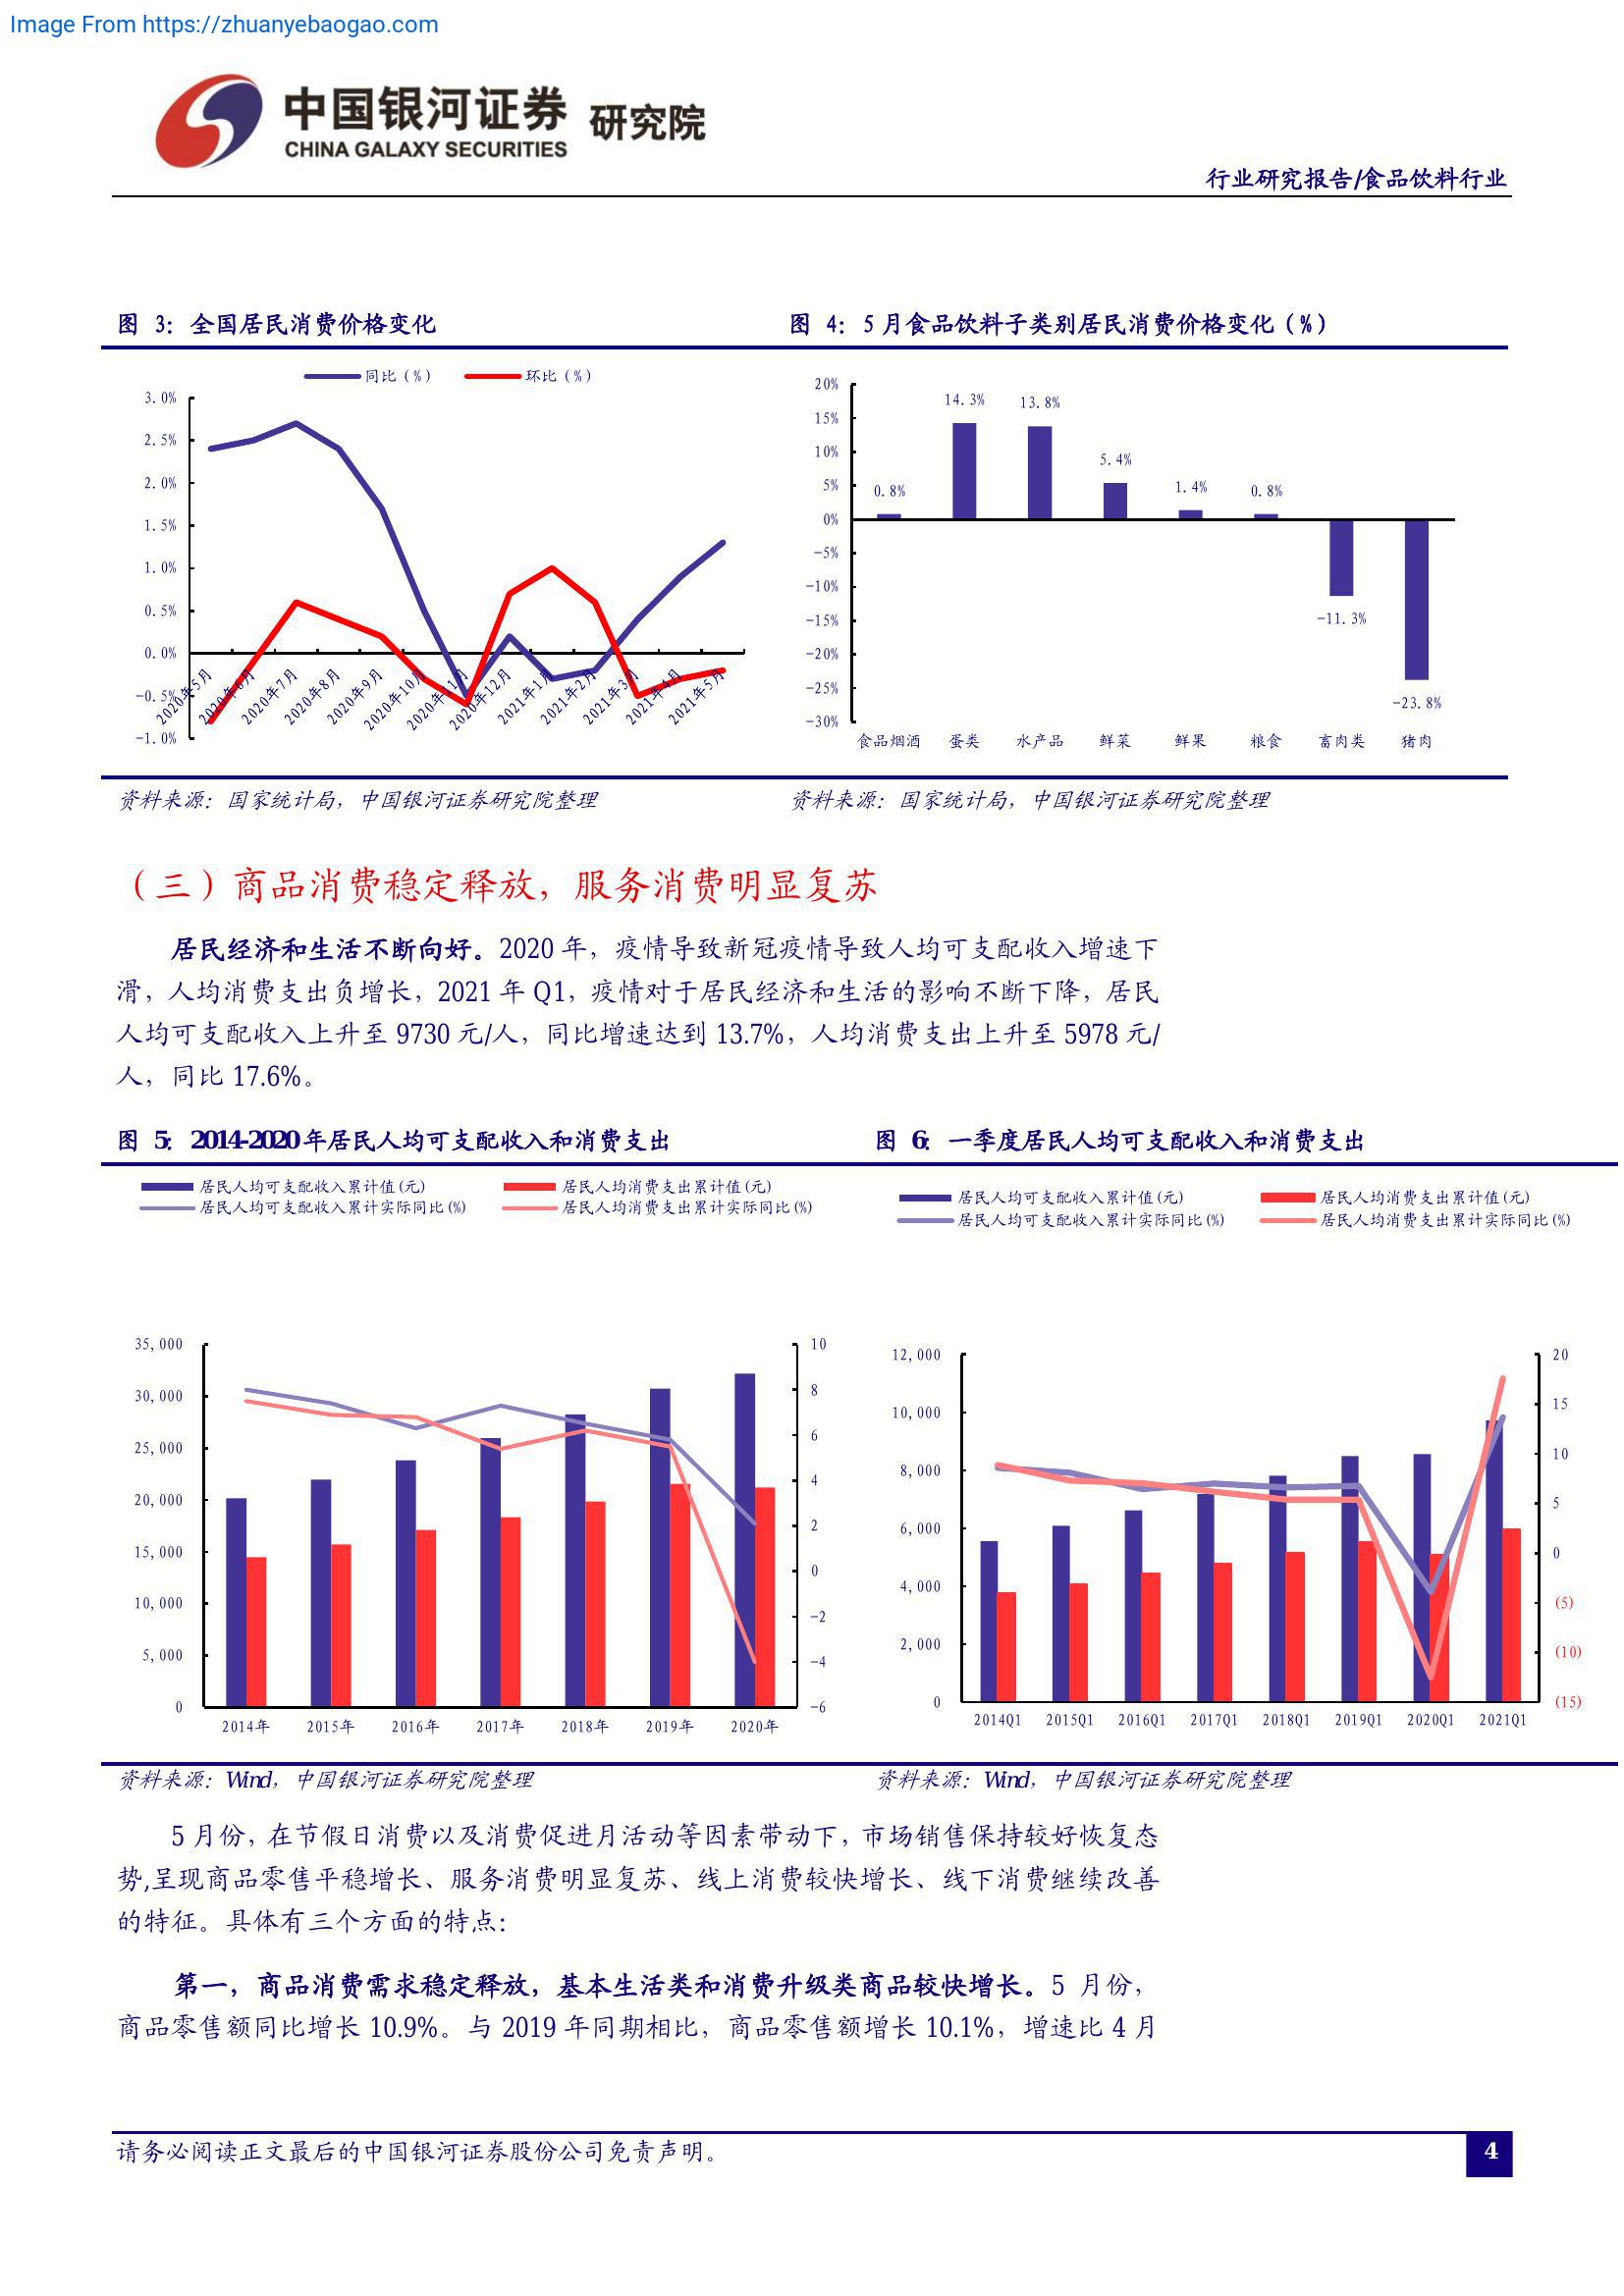 Image From https://zhuanyebaogao.com
中国银河证券 研究院
CHINA GALAXY SECURITIES
行业研究报告/食品饮料行业
图 3: 全国居民消费价格变化
图 4: 5 月食品饮料子类别居民消费价格变化（%）
同比（%） 环比（%）
3.0%
2.5%
2.0%
1.5%
1.0%
0.5%
0.0%
-0.5%
-1.0%
2020年5月 2020年6月 2020年7月 2020年8月 2020年9月 2020年10月 2020年11月 2020年12月 2021年1月 2021年2月 2021年3月 2021年4月 2021年5月
20%
15%
10%
5%
0%
-5%
-10%
-15%
-20%
-25%
-30%
0.8% 14.3% 13.8% 5.4% 1.4% 0.8% -11.3% -23.8%
食品烟酒 蛋类 水产品 鲜菜 鲜果 粮食 畜肉类 猪肉
资料来源：国家统计局，中国银河证券研究院整理
资料来源：国家统计局，中国银河证券研究院整理
（三）商品消费稳定释放，服务消费明显复苏
居民经济和生活不断向好。2020 年，疫情导致新冠疫情导致人均可支配收入增速下
滑，人均消费支出负增长，2021 年 Q1，疫情对于居民经济和生活的影响不断下降，居民
人均可支配收入上升至 9730 元/人，同比增速达到 13.7%，人均消费支出上升至 5978 元/
人，同比 17.6%。
图 5: 2014-2020 年居民人均可支配收入和消费支出
图 6: 一季度居民人均可支配收入和消费支出
居民人均可支配收入累计值(元) 居民人均消费支出累计值(元)
居民人均可支配收入累计实际同比(%) 居民人均消费支出累计实际同比(%)
35,000
30,000
25,000
20,000
15,000
10,000
5,000
0
10
8
6
4
2
0
-2
-4
-6
2014年 2015年 2016年 2017年 2018年 2019年 2020年
居民人均可支配收入累计值(元) 居民人均消费支出累计值(元)
居民人均可支配收入累计实际同比(%) 居民人均消费支出累计实际同比(%)
12,000
10,000
8,000
6,000
4,000
2,000
0
20
15
10
5
0
(5)
(10)
(15)
2014Q1 2015Q1 2016Q1 2017Q1 2018Q1 2019Q1 2020Q1 2021Q1
资料来源：Wind，中国银河证券研究院整理
资料来源：Wind，中国银河证券研究院整理
5 月份，在节假日消费以及消费促进月活动等因素带动下，市场销售保持较好恢复态
势,呈现商品零售平稳增长、服务消费明显复苏、线上消费较快增长、线下消费继续改善
的特征。具体有三个方面的特点：
第一，商品消费需求稳定释放，基本生活类和消费升级类商品较快增长。5 月份，
商品零售额同比增长 10.9%。与 2019 年同期相比，商品零售额增长 10.1%，增速比 4 月
请务必阅读正文最后的中国银河证券股份公司免责声明。
4